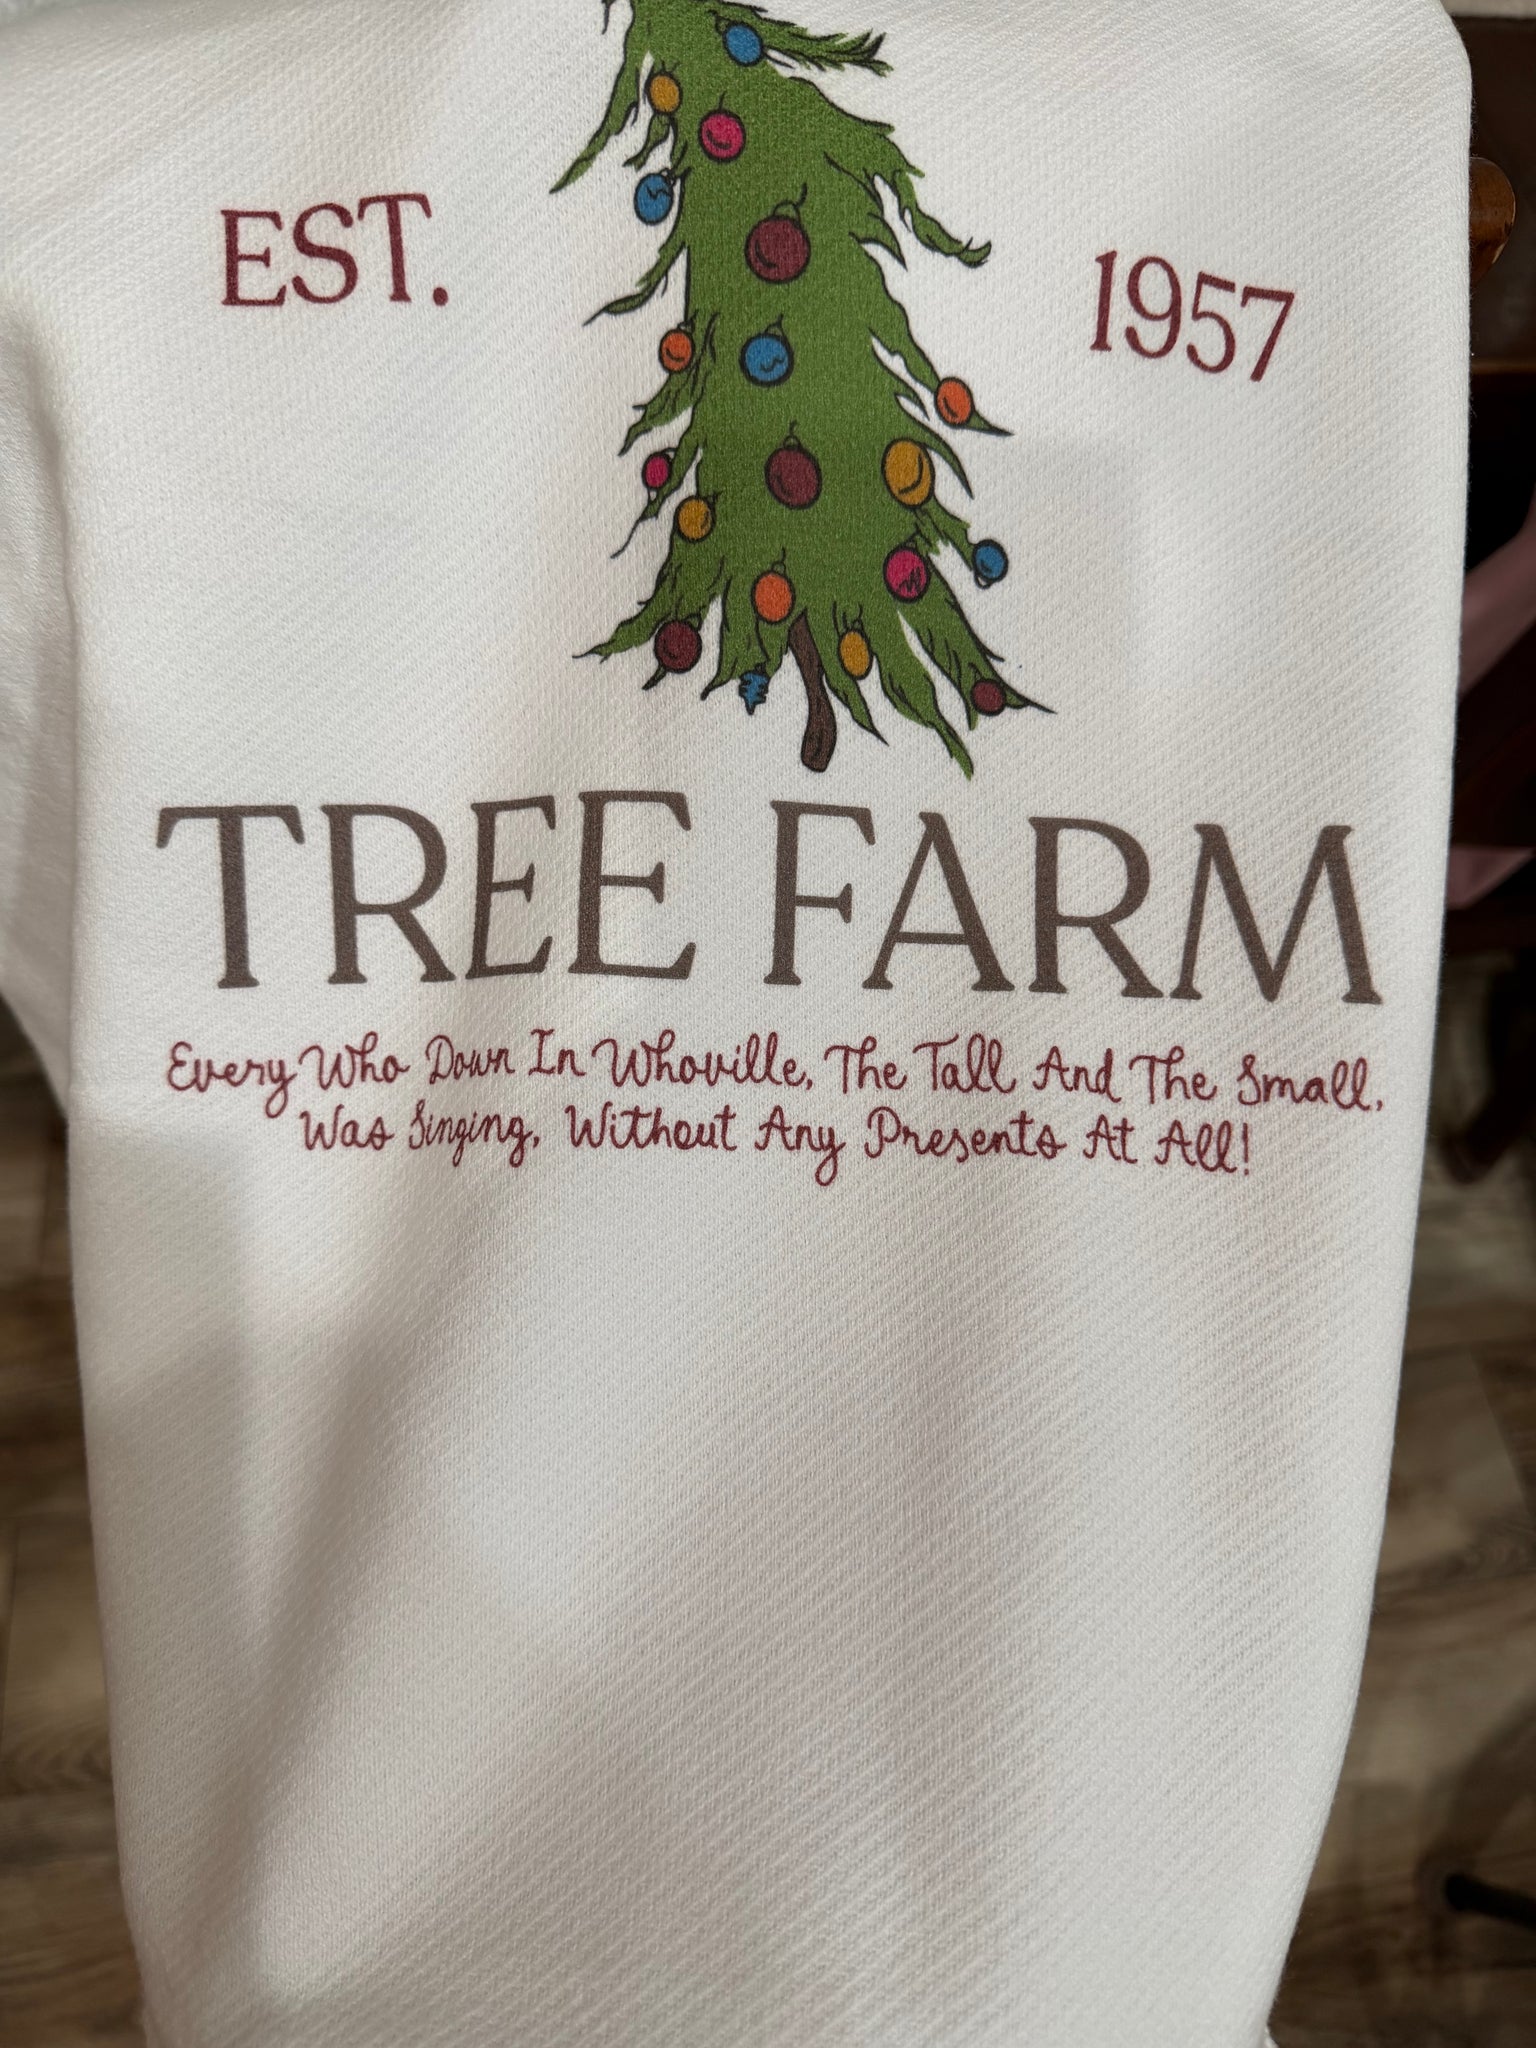 EST. 1957
TREE FARM
Every Who Down In Whoville, The Tall And The Small,
Was Singing, Without Any Presents At All!